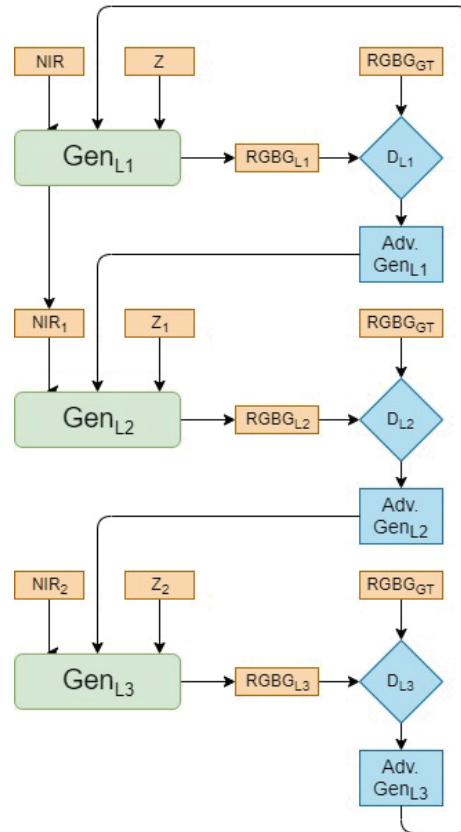 NIR Z RGBG_GT
Gen_L1 RGBG_L1 D_L1
Adv.
Gen_L1
NIR_1 Z_1 RGBG_GT
Gen_L2 RGBG_L2 D_L2
Adv.
Gen_L2
NIR_2 Z_2 RGBG_GT
Gen_L3 RGBG_L3 D_L3
Adv.
Gen_L3